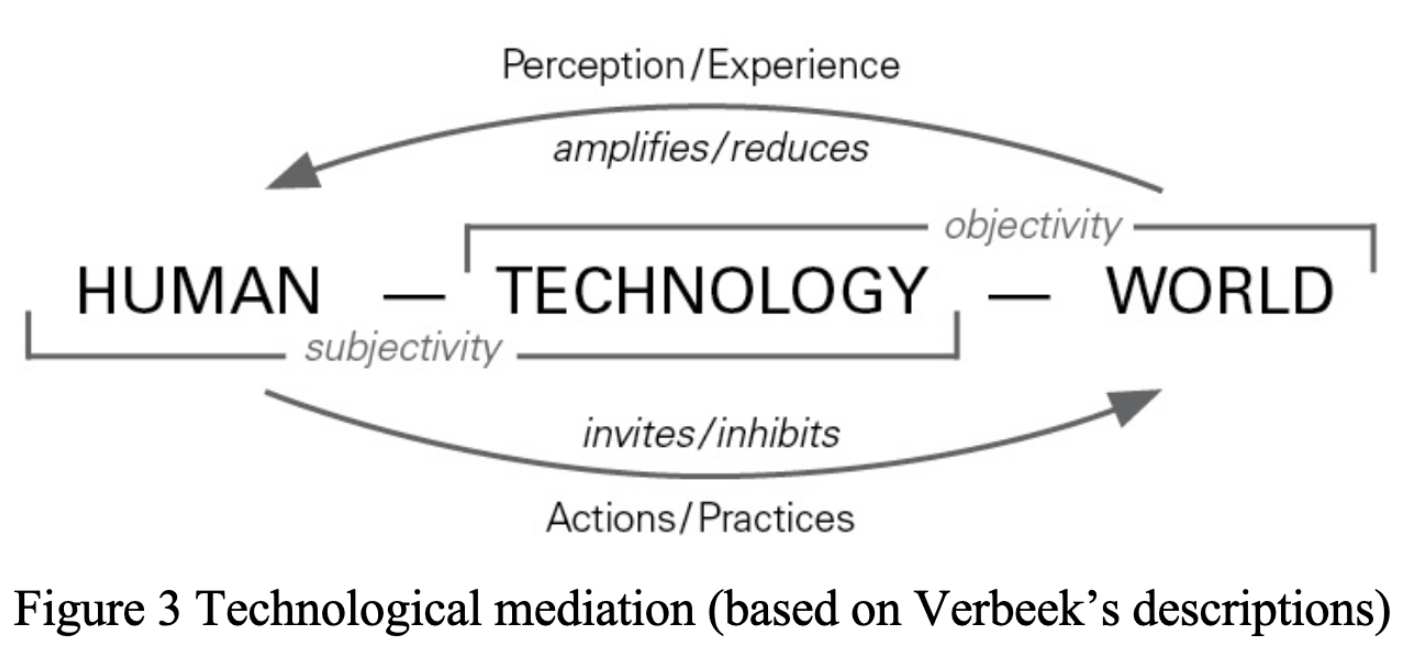 Perception/Experience
amplifies/reduces
objectivity
HUMAN — TECHNOLOGY — WORLD
subjectivity
invites/inhibits
Actions/Practices
Figure 3 Technological mediation (based on Verbeek’s descriptions)